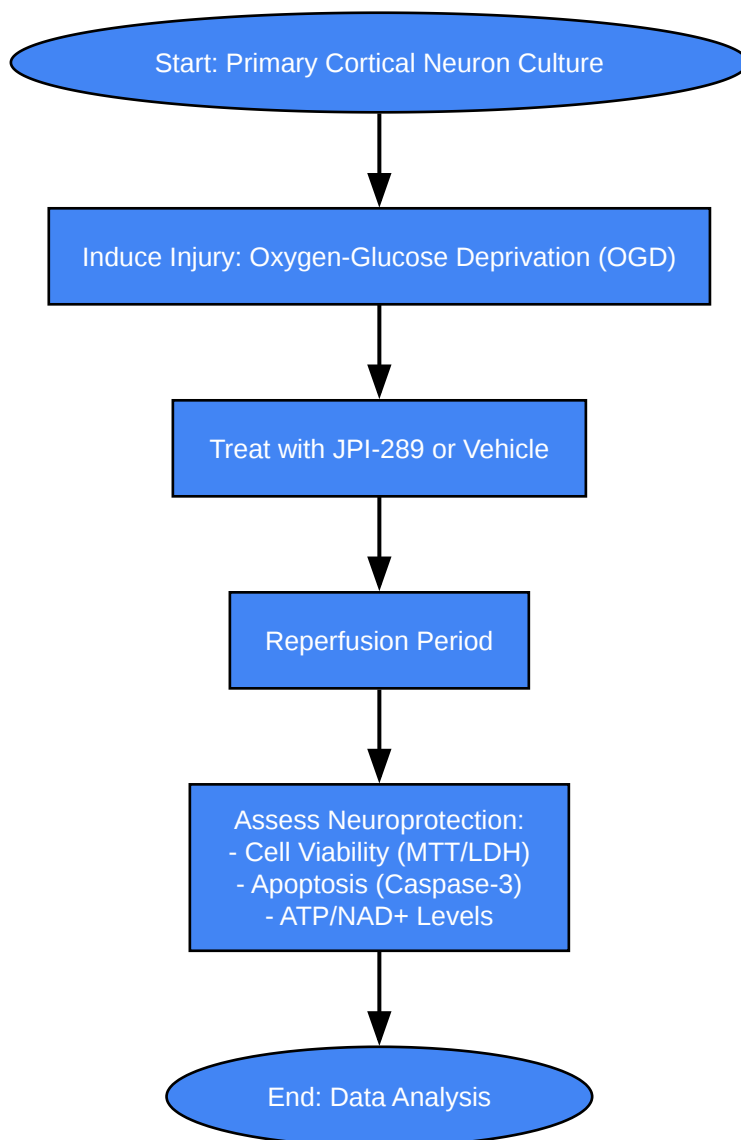 Start: Primary Cortical Neuron Culture
Induce Injury: Oxygen-Glucose Deprivation (OGD)
Treat with JPI-289 or Vehicle
Reperfusion Period
Assess Neuroprotection:
- Cell Viability (MTT/LDH)
- Apoptosis (Caspase-3)
- ATP/NAD+ Levels
End: Data Analysis